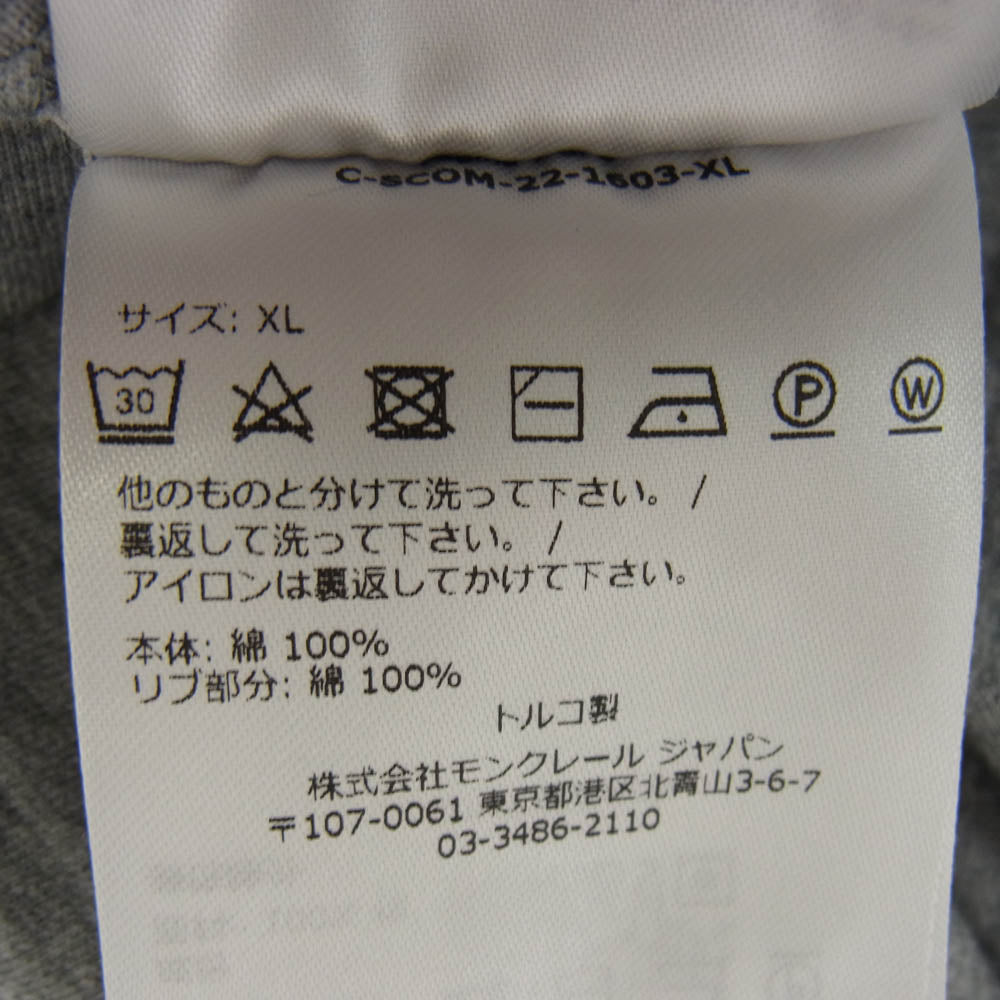 C-SCOM-22-1603-XL
サイズ: XL
30 P W
他のものと分けて洗って下さい。 /
裏返して洗って下さい。 /
アイロンは裏返してかけて下さい。
本体: 綿 100%
リブ部分: 綿 100%
トルコ製
株式会社モンクレール ジャパン
〒107-0061 東京都港区北青山3-6-7
03-3486-2110